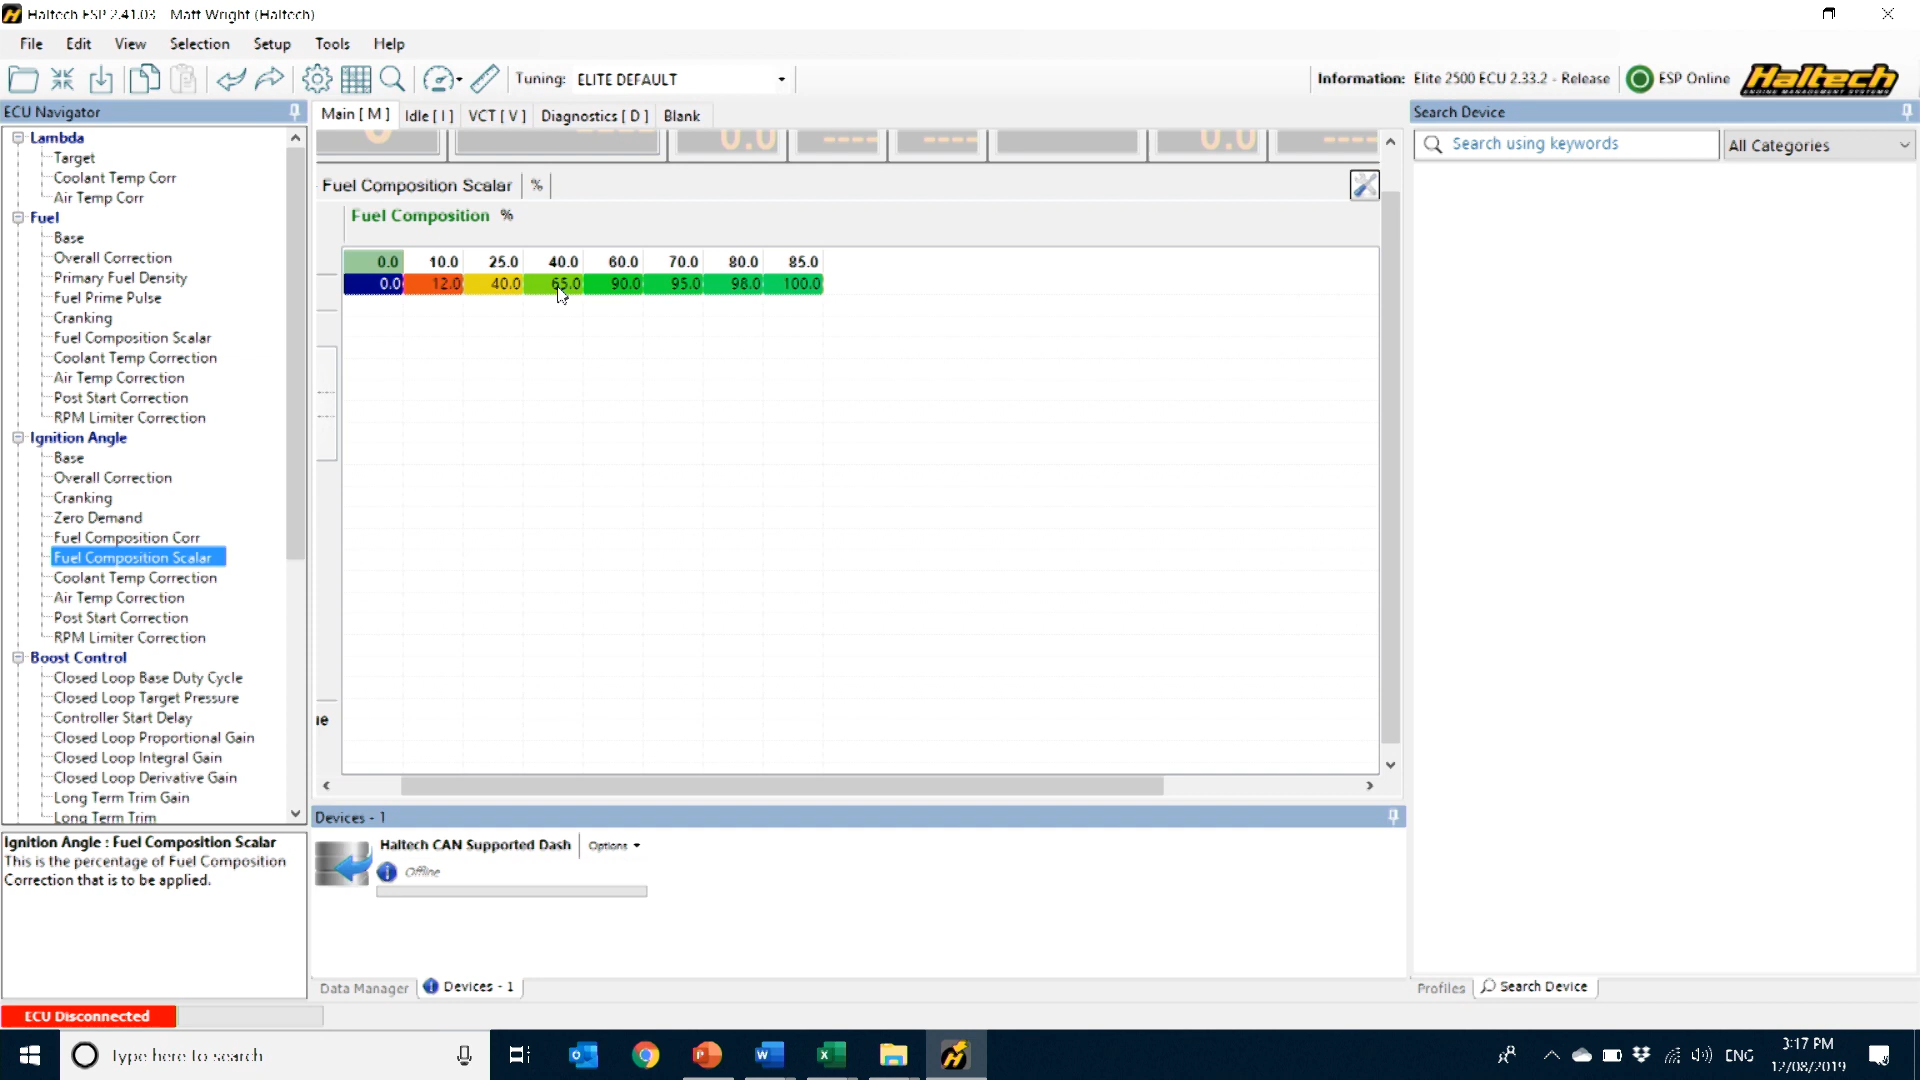 Haltech ESP 2.41.03 - Matt Wright (Haltech)
File Edit View Selection Setup Tools Help
Tuning: ELITE DEFAULT
Information: Elite 2500 ECU 2.33.2 - Release
ESP Online
Haltech
ENGINE MANAGEMENT SYSTEMS
ECU Navigator
Lambda
Target
Coolant Temp Corr
Air Temp Corr
Fuel
Base
Overall Correction
Primary Fuel Density
Fuel Prime Pulse
Cranking
Fuel Composition Scalar
Coolant Temp Correction
Air Temp Correction
Post Start Correction
RPM Limiter Correction
Ignition Angle
Base
Overall Correction
Cranking
Zero Demand
Fuel Composition Corr
Fuel Composition Scalar
Coolant Temp Correction
Air Temp Correction
Post Start Correction
RPM Limiter Correction
Boost Control
Closed Loop Base Duty Cycle
Closed Loop Target Pressure
Controller Start Delay
Closed Loop Proportional Gain
Closed Loop Integral Gain
Closed Loop Derivative Gain
Long Term Trim Gain
Long Term Trim
Ignition Angle : Fuel Composition Scalar
This is the percentage of Fuel Composition
Correction that is to be applied.
ECU Disconnected
Main [ M ] Idle [ I ] VCT [ V ] Diagnostics [ D ] Blank
0 0.0 ---- ---- 0.0 ----
Fuel Composition Scalar %
Fuel Composition %
0.0 10.0 25.0 40.0 60.0 70.0 80.0 85.0
0.0 12.0 40.0 65.0 90.0 95.0 98.0 100.0
ue
Devices - 1
Haltech CAN Supported Dash Options
Offline
Data Manager Devices - 1
Search Device
Search using keywords All Categories
Profiles Search Device
Type here to search
ENG
3:17 PM
12/08/2019